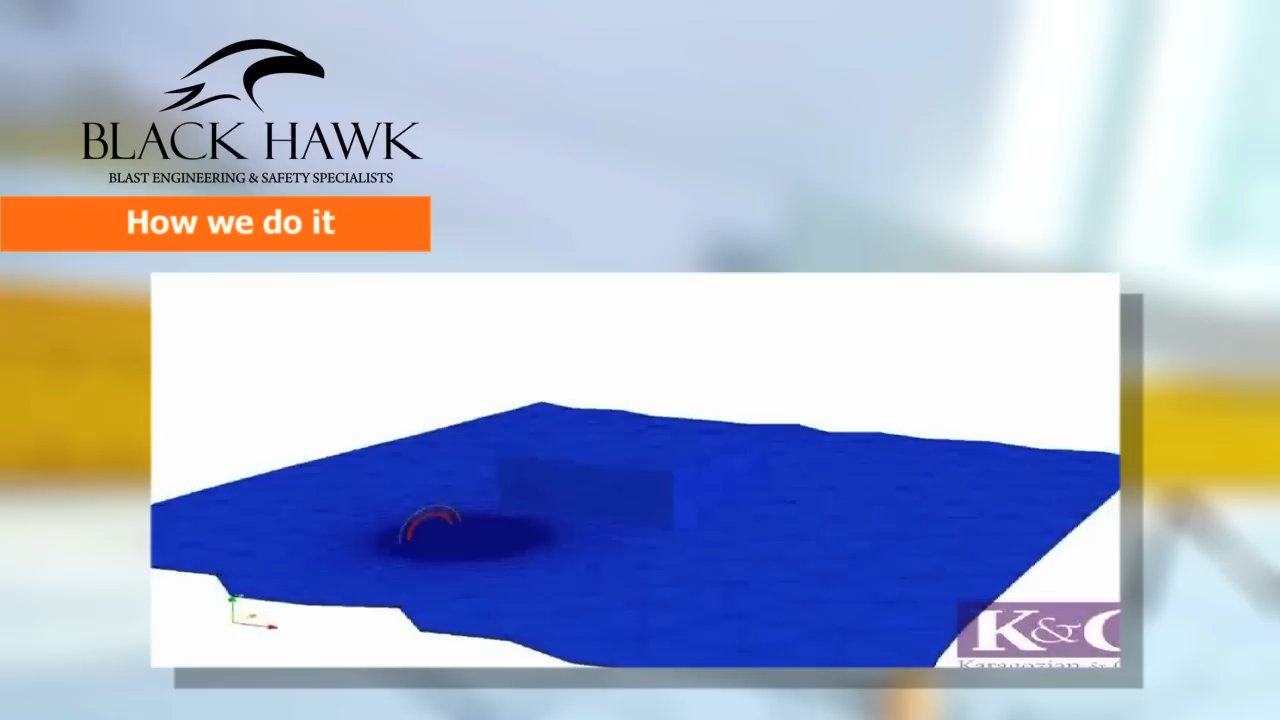 BLACK HAWK
BLAST ENGINEERING & SAFETY SPECIALISTS
How we do it
K&C